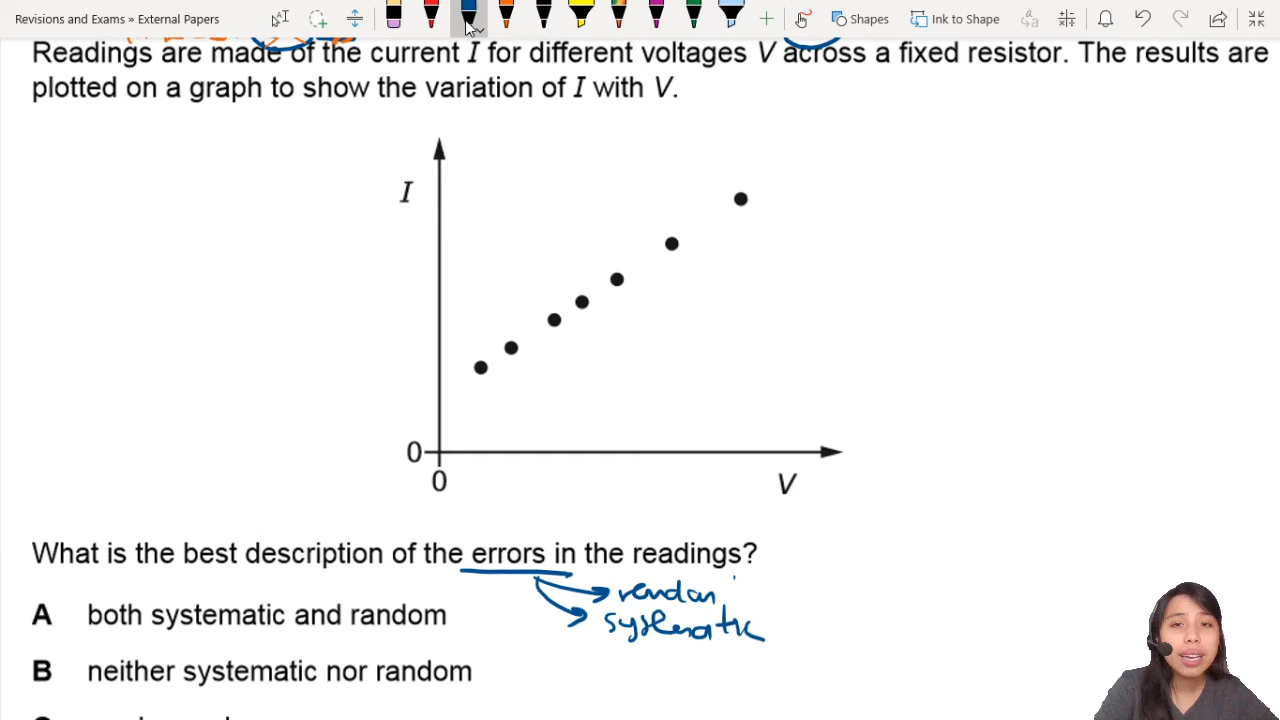 Revisions and Exams » External Papers
Shapes
Ink to Shape
Readings are made of the current I for different voltages V across a fixed resistor. The results are
plotted on a graph to show the variation of I with V.
I
0
0
V
What is the best description of the errors in the readings?
random
systematic
A both systematic and random
B neither systematic nor random